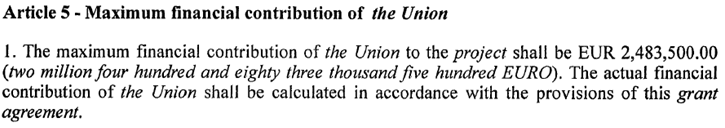 Article 5 - Maximum financial contribution of the Union
1. The maximum financial contribution of the Union to the project shall be EUR 2,483,500.00
(two million four hundred and eighty three thousand five hundred EURO). The actual financial
contribution of the Union shall be calculated in accordance with the provisions of this grant
agreement.